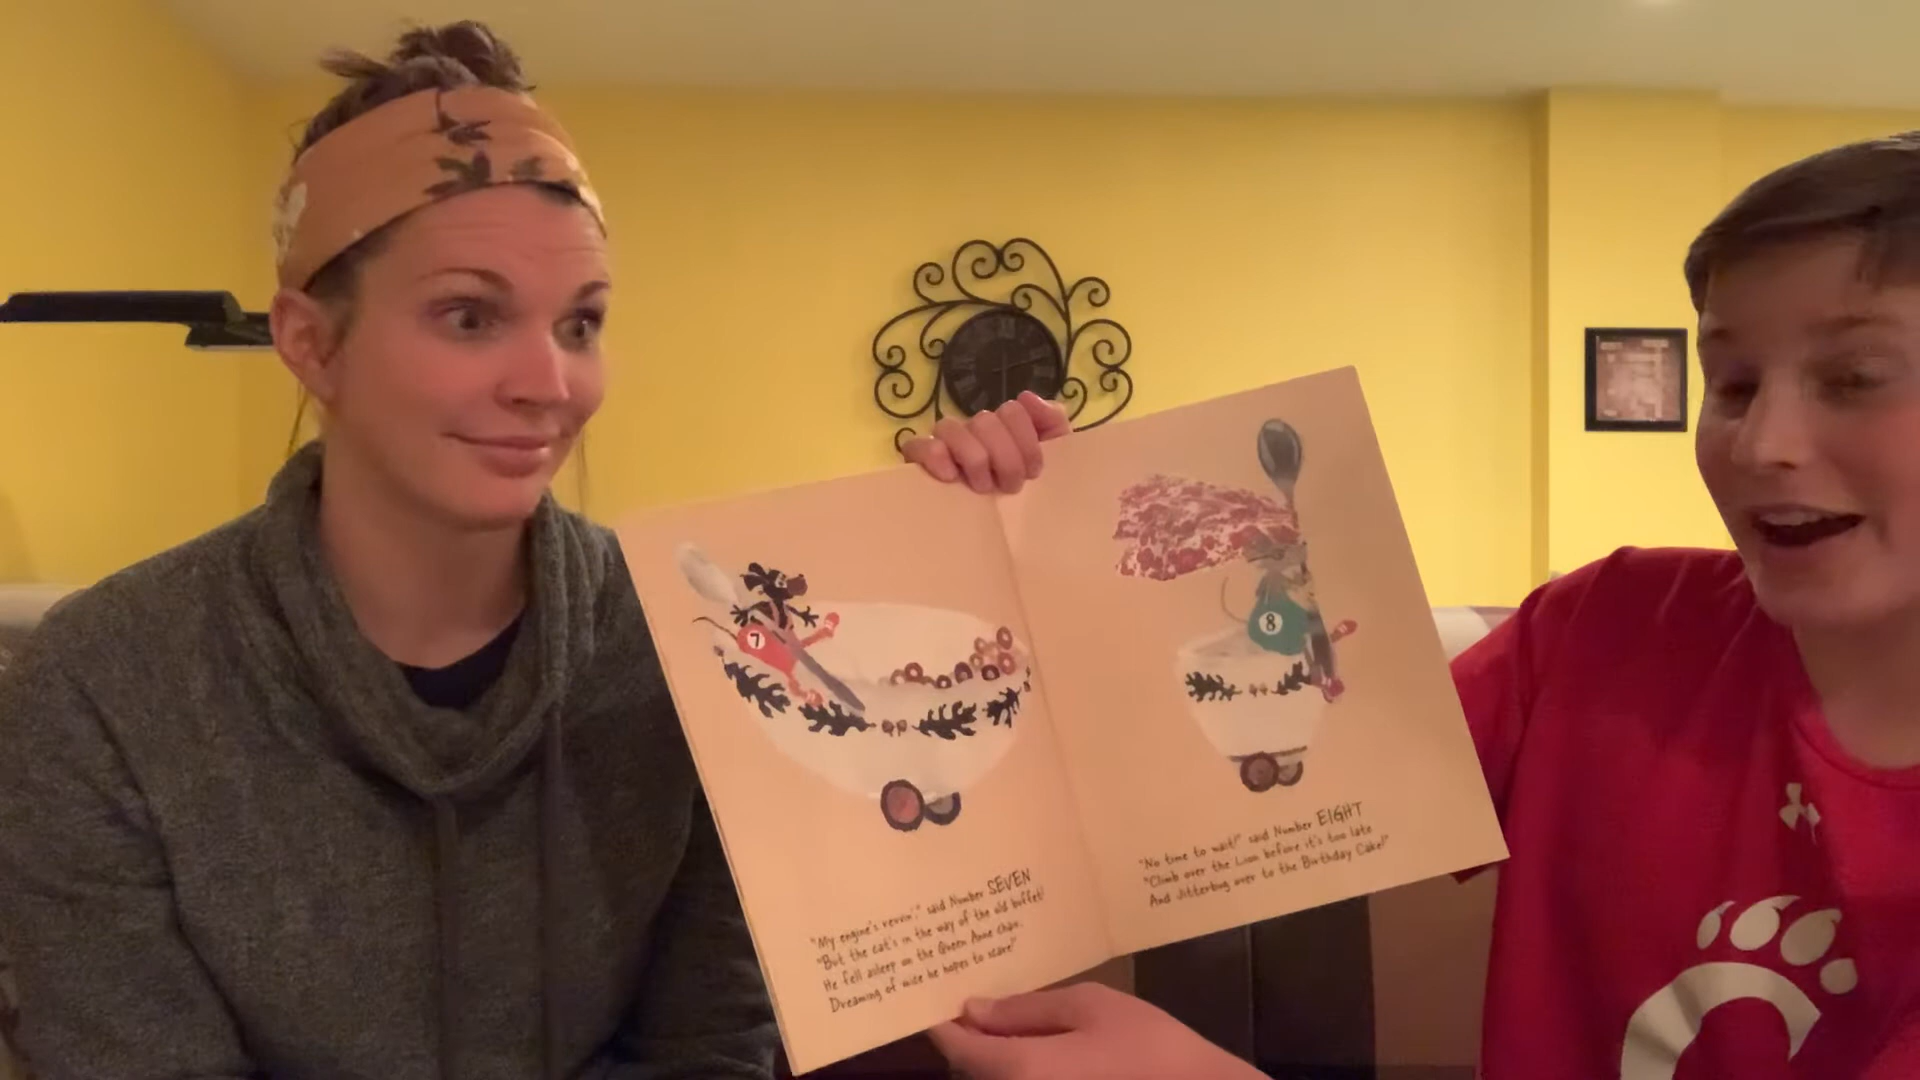 7
"My engine's revvin'!" said Number SEVEN
"But the cat's in the way of the old buffet!
He fell asleep on the Queen Anne chair.
Dreaming of mice he hopes to scare!"
8
"No time to wait!" said Number EIGHT
"Climb over the Lion before it's too late
And Jitterbug over to the Birthday Cake!"